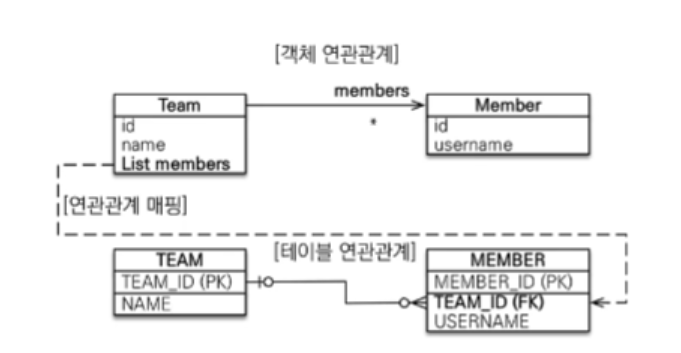 [객체 연관관계]
members
Team
Member
*
id
name
List members
id
username
[연관관계 매핑]
[테이블 연관관계]
TEAM
TEAM_ID (PK)
NAME
MEMBER
MEMBER_ID (PK)
TEAM_ID (FK)
USERNAME